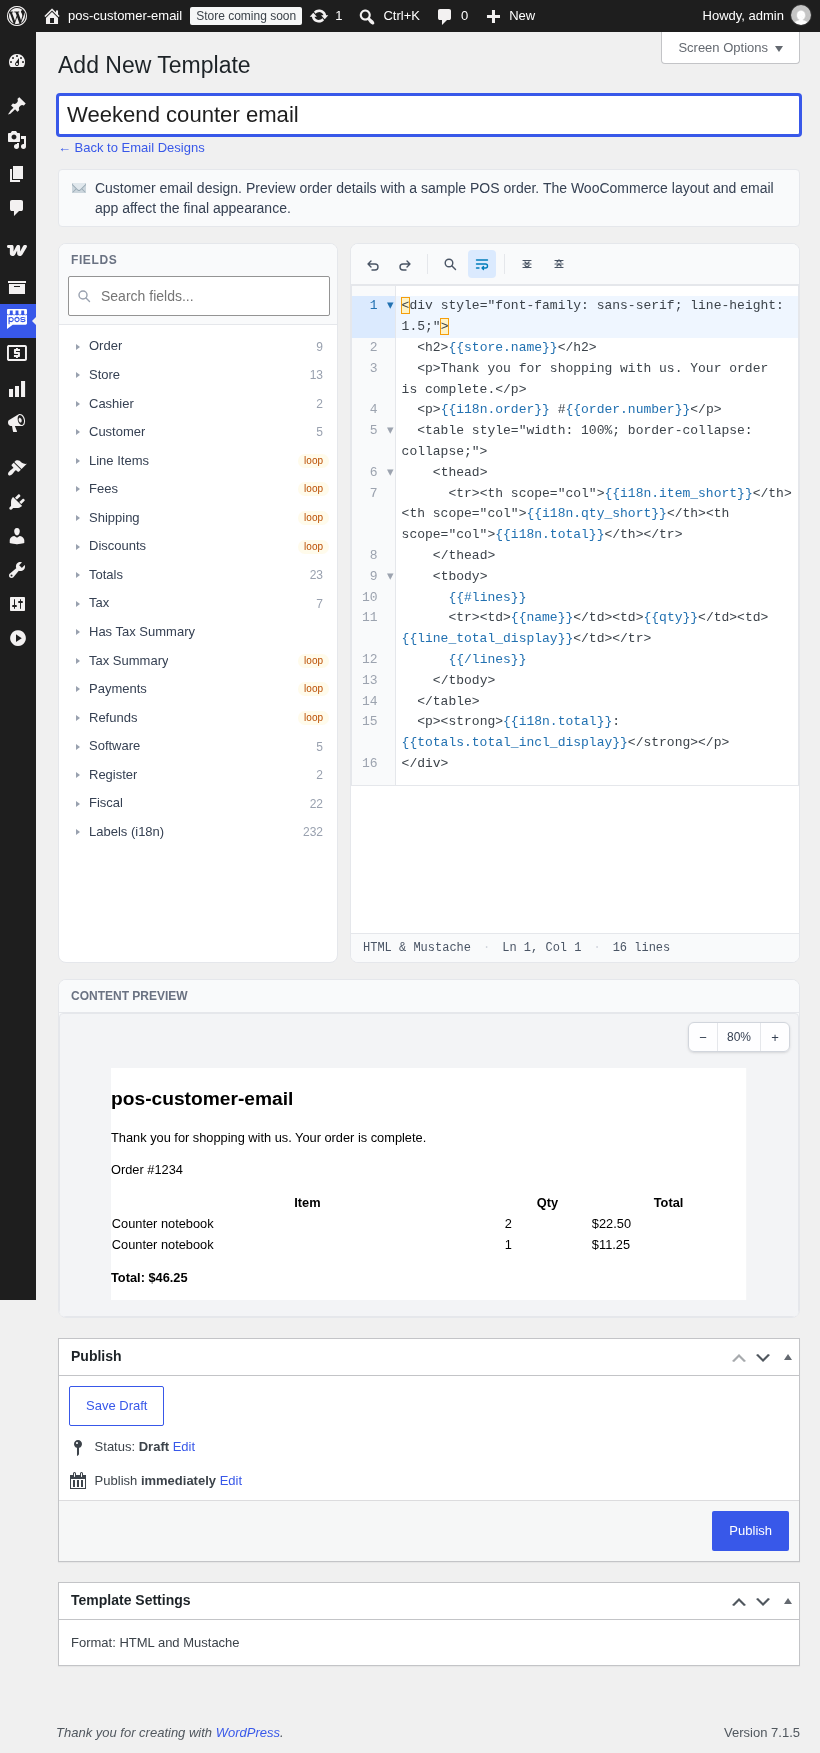 pos-customer-email Store coming soon 1 Ctrl+K 0 New Howdy, admin
Screen Options
Add New Template
Weekend counter email
← Back to Email Designs
Customer email design. Preview order details with a sample POS order. The WooCommerce layout and email
app affect the final appearance.
FIELDS
Search fields...
Order 9
Store 13
Cashier 2
Customer 5
Line Items loop
Fees loop
Shipping loop
Discounts loop
Totals 23
Tax 7
Has Tax Summary
Tax Summary loop
Payments loop
Refunds loop
Software 5
Register 2
Fiscal 22
Labels (i18n) 232
1 <div style="font-family: sans-serif; line-height:
1.5;">
2 <h2>{{store.name}}</h2>
3 <p>Thank you for shopping with us. Your order
is complete.</p>
4 <p>{{i18n.order}} #{{order.number}}</p>
5 <table style="width: 100%; border-collapse:
collapse;">
6 <thead>
7 <tr><th scope="col">{{i18n.item_short}}</th>
<th scope="col">{{i18n.qty_short}}</th><th
scope="col">{{i18n.total}}</th></tr>
8 </thead>
9 <tbody>
10 {{#lines}}
11 <tr><td>{{name}}</td><td>{{qty}}</td><td>
{{line_total_display}}</td></tr>
12 {{/lines}}
13 </tbody>
14 </table>
15 <p><strong>{{i18n.total}}:
{{totals.total_incl_display}}</strong></p>
16 </div>
HTML & Mustache · Ln 1, Col 1 · 16 lines
CONTENT PREVIEW
− 80% +
pos-customer-email
Thank you for shopping with us. Your order is complete.
Order #1234
Item Qty Total
Counter notebook 2 $22.50
Counter notebook 1 $11.25
Total: $46.25
Publish
Save Draft
Status: Draft Edit
Publish immediately Edit
Publish
Template Settings
Format: HTML and Mustache
Thank you for creating with WordPress.
Version 7.1.5